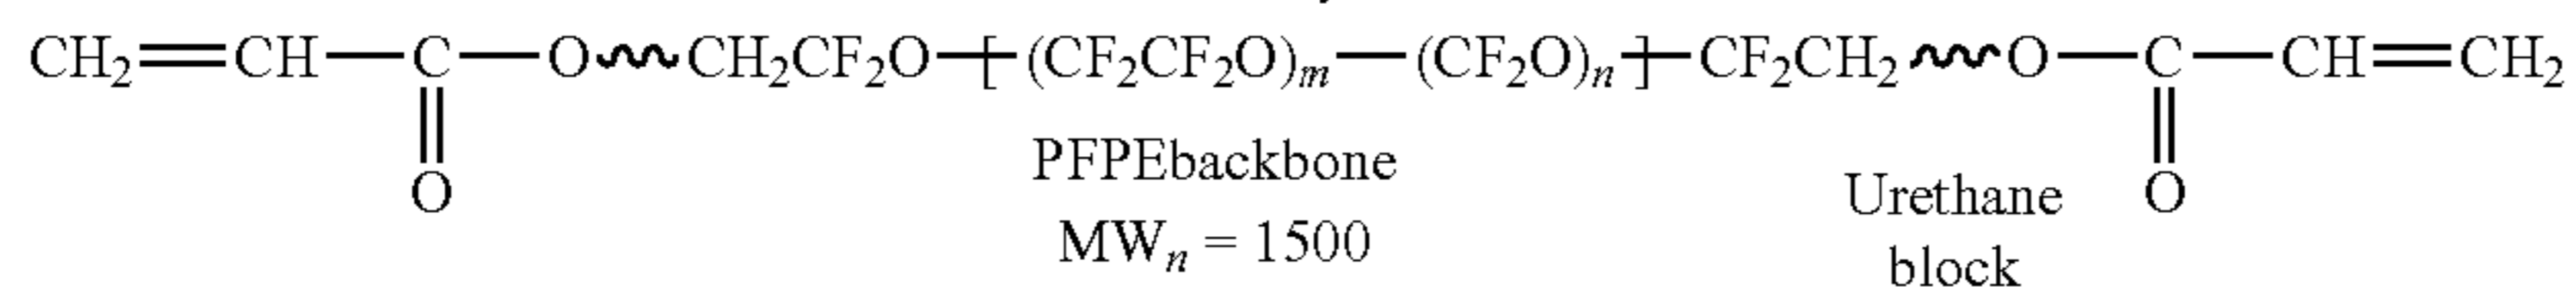 CH₂=CH—C—O~CH₂CF₂O—[—(CF₂CF₂O)ₘ—(CF₂O)ₙ—]—CF₂CH₂~O—C—CH=CH₂
O
O
PFPEbackbone
MWₙ = 1500
Urethane
block